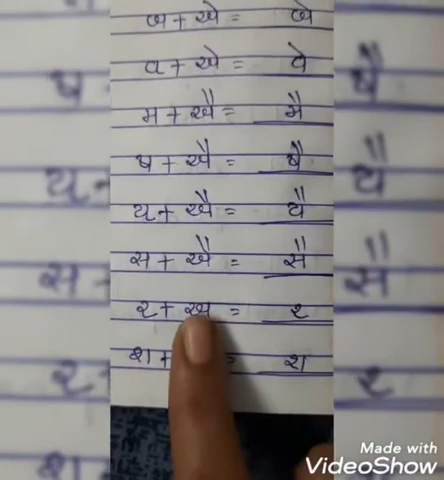 બ + એ = બે
વ + એ = વે
મ + ઐ = મૈ
ષ + ઐ = ષૈ
ય + ઐ = યૈ
સ + ઐ = સૈ
ર + અ = ર
શ + = શ
Made with
VideoShow